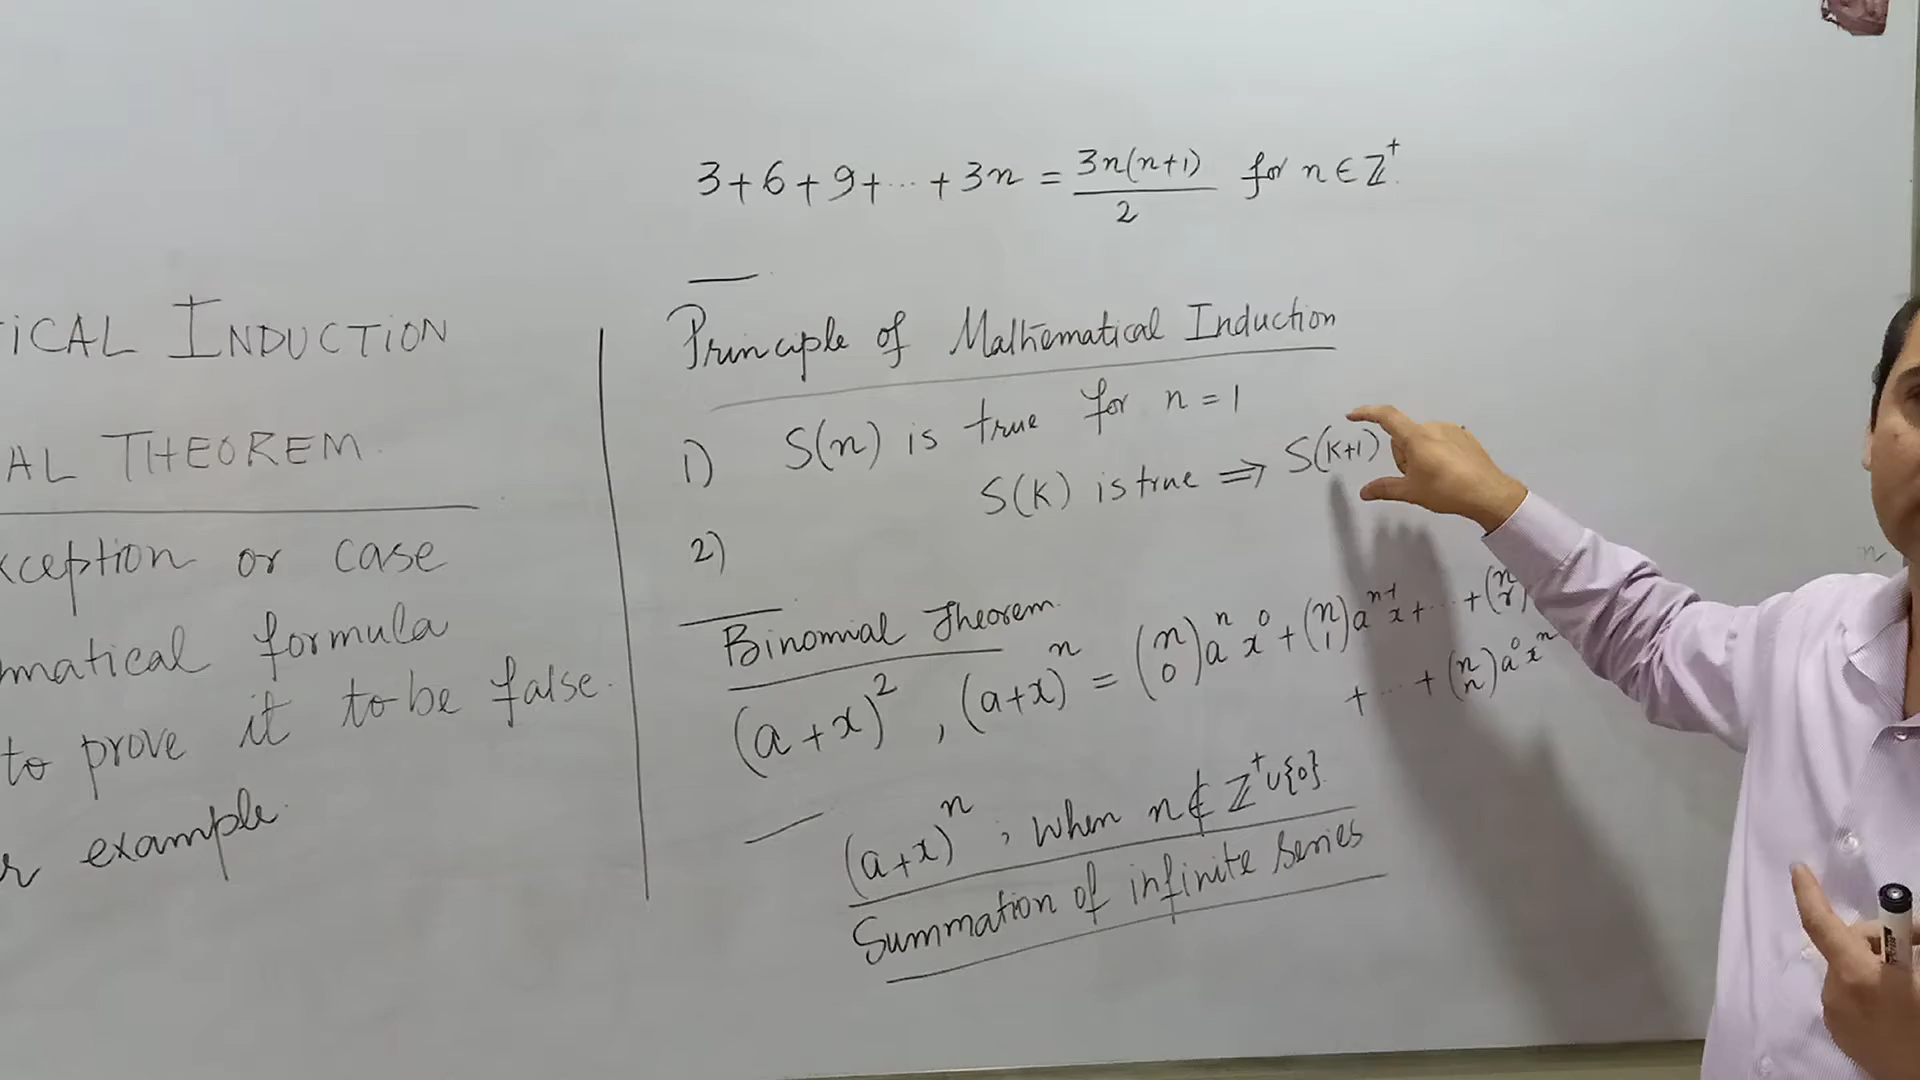 ICAL INDUCTION
AL THEOREM
xception or case
matical formula
to prove it to be false.
r example
3+6+9+...+3n = 3n(n+1)/2 for n∈ℤ⁺.
Principle of Mathematical Induction
1) S(n) is true for n=1
S(K) is true ⇒ S(K+1)
2)
Binomial Theorem
(a+x)², (a+x)ⁿ = (n 0)aⁿx⁰ + (n 1)aⁿ⁻¹x + ... + (n r)
+ ... + (n n)a⁰xⁿ
(a+x)ⁿ, when n∉ℤ⁺∪{0}.
Summation of infinite series